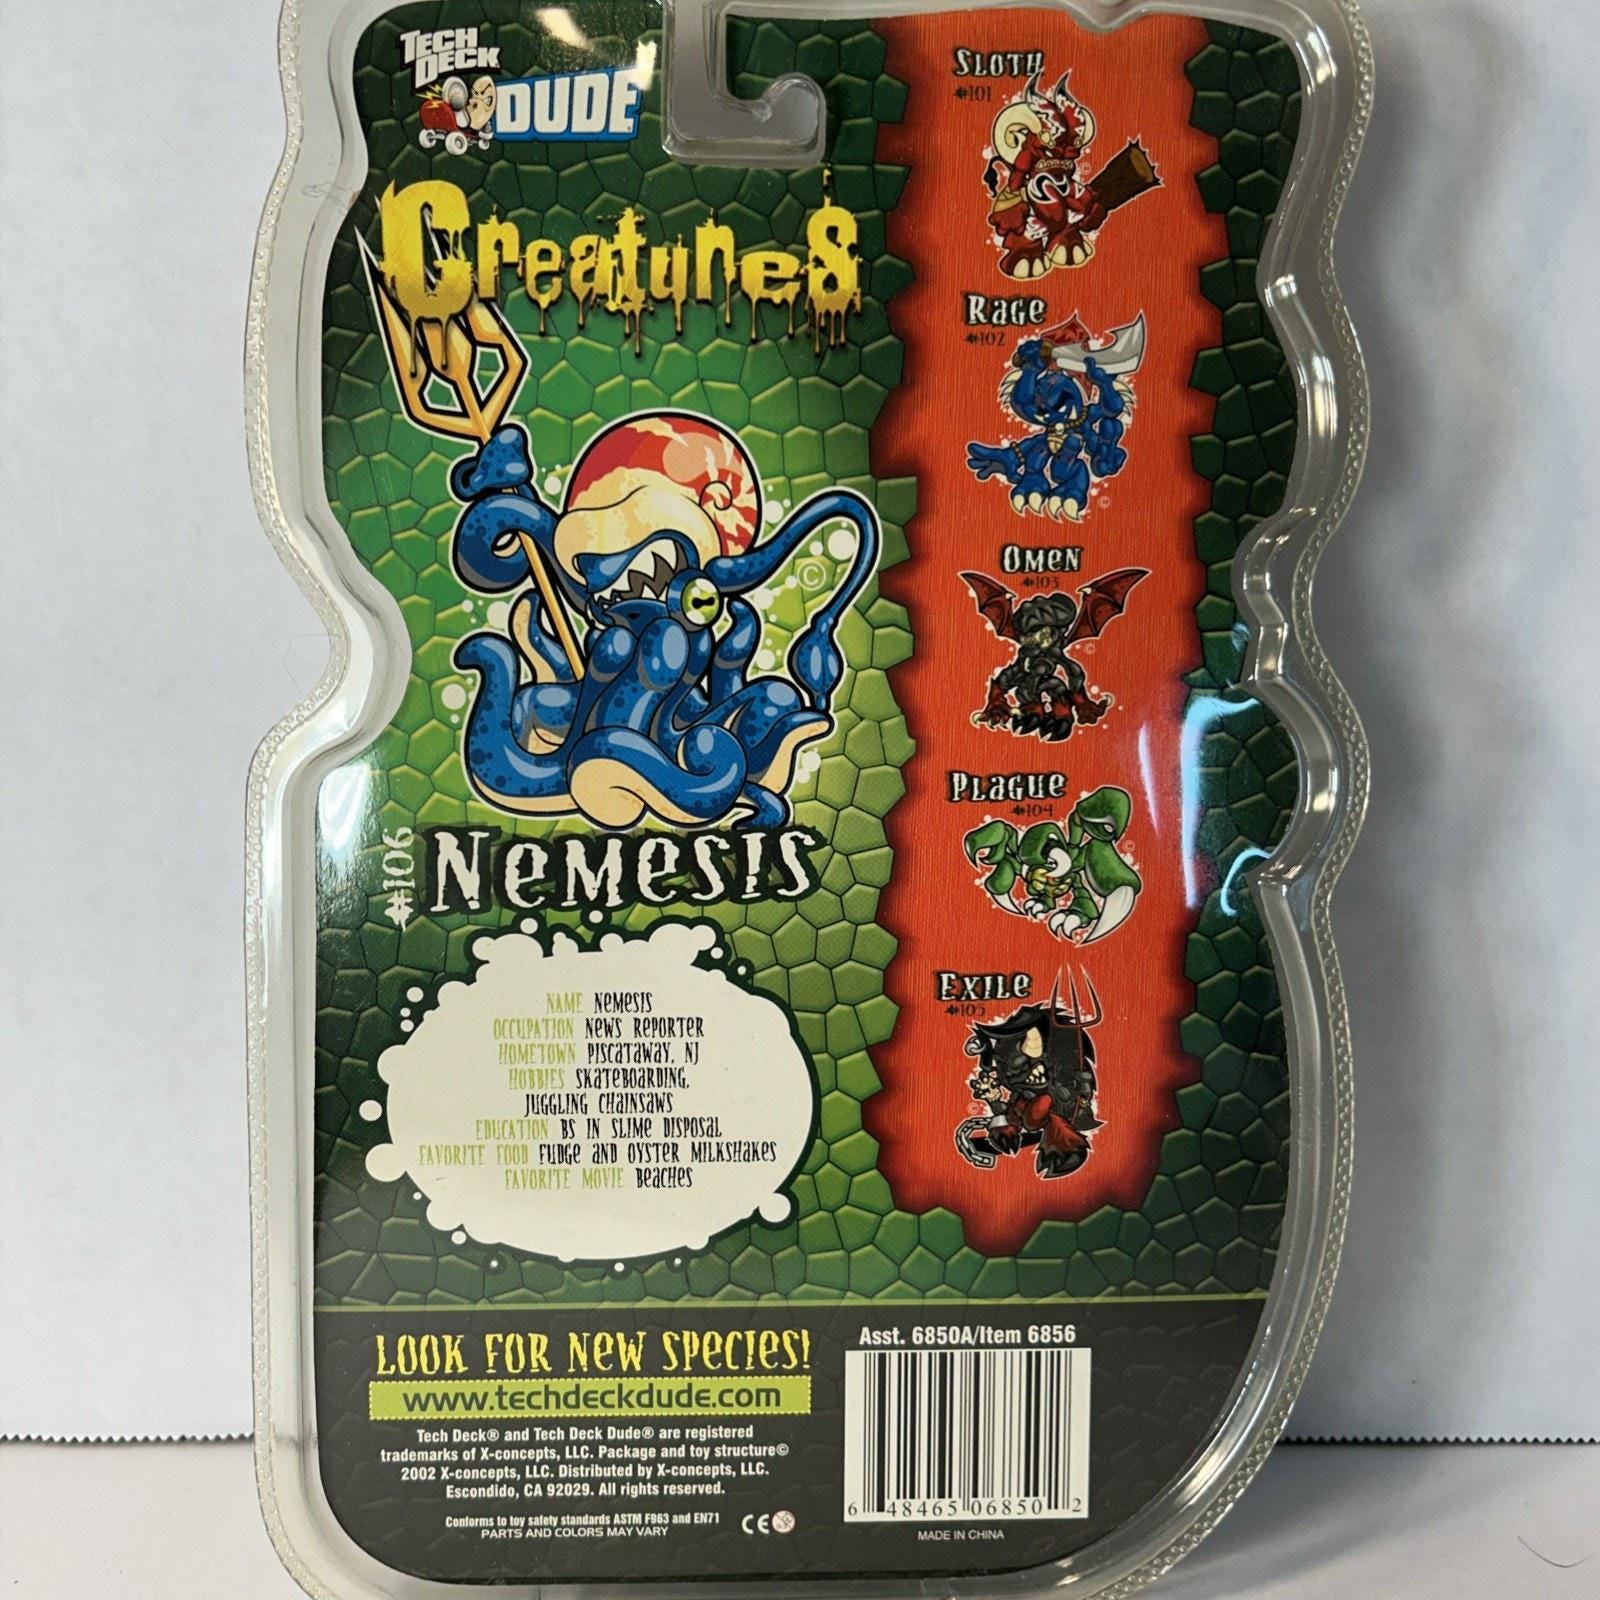 TECH
DECK
DUDE
Creatures
#106 Nemesis
NAME Nemesis
OCCUPATION News Reporter
HOMETOWN Piscataway, NJ
HOBBIES Skateboarding,
Juggling Chainsaws
EDUCATION BS in Slime Disposal
FAVORITE FOOD Fudge and Oyster Milkshakes
FAVORITE MOVIE Beaches
Sloth
#101
Rage
#102
Omen
#103
Plague
#104
Exile
#105
LOOK FOR NEW SPECIES!
www.techdeckdude.com
Tech Deck® and Tech Deck Dude® are registered
trademarks of X-concepts, LLC. Package and toy structure©
2002 X-concepts, LLC. Distributed by X-concepts, LLC.
Escondido, CA 92029. All rights reserved.
Conforms to toy safety standards ASTM F963 and EN71
PARTS AND COLORS MAY VARY
CE
Asst. 6850A/Item 6856
6 48465 06850 2
MADE IN CHINA